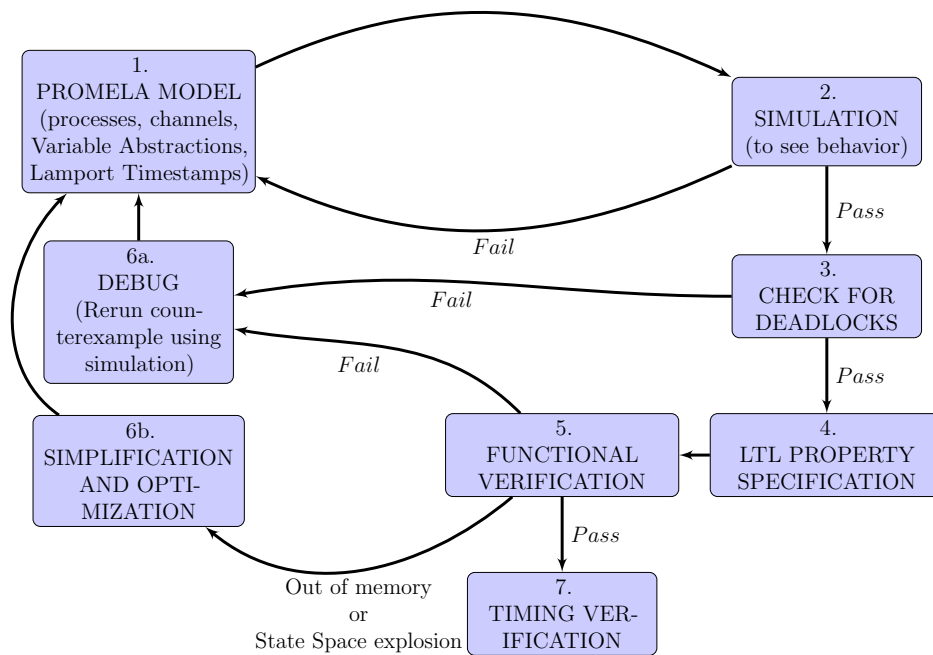 1.
PROMELA MODEL
(processes, channels,
Variable Abstractions,
Lamport Timestamps)
2.
SIMULATION
(to see behavior)
Pass
Fail
6a.
DEBUG
(Rerun coun-
terexample using
simulation)
3.
CHECK FOR
DEADLOCKS
Fail
Fail
Pass
6b.
SIMPLIFICATION
AND OPTI-
MIZATION
5.
FUNCTIONAL
VERIFICATION
4.
LTL PROPERTY
SPECIFICATION
Pass
Out of memory
or
State Space explosion
7.
TIMING VER-
IFICATION